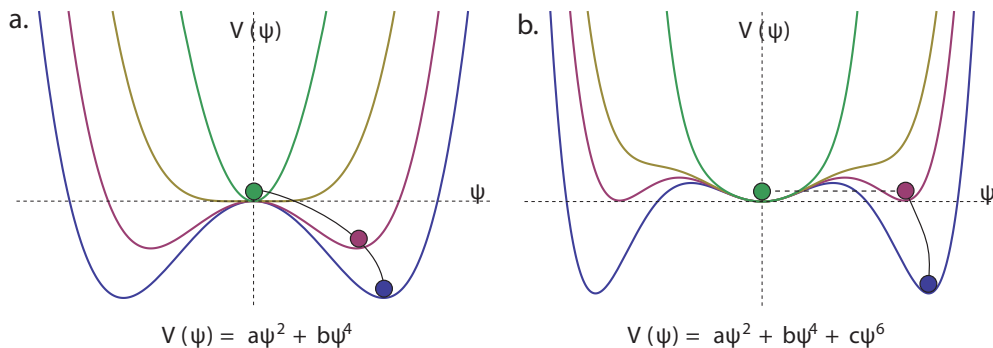 a.
V (ψ)
ψ
V (ψ) = aψ² + bψ⁴
b.
V (ψ)
ψ
V (ψ) = aψ² + bψ⁴ + cψ⁶